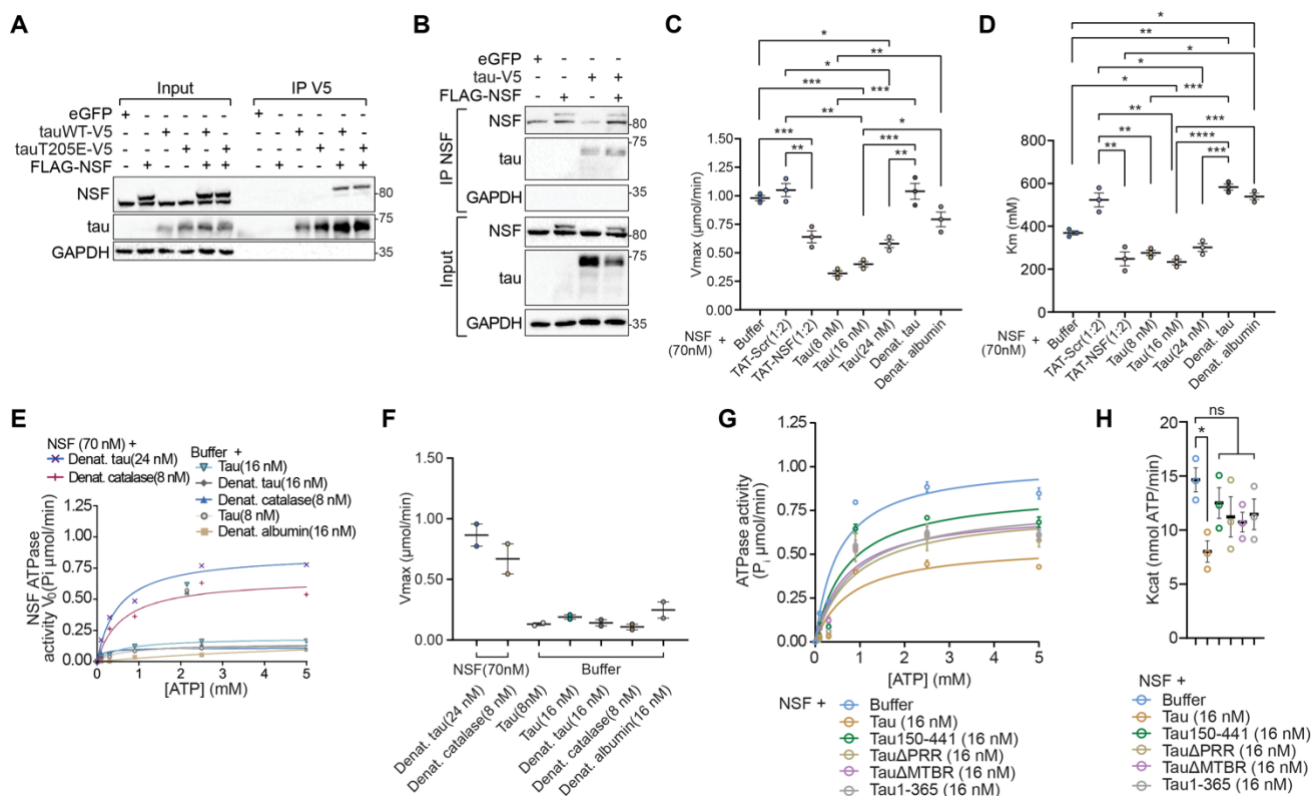 A
Input
IP V5
eGFP
tauWT-V5
tauT205E-V5
FLAG-NSF
+ - - - - - + - - - - -
- + - - + + - + - - + +
NSF
80
tau
75
50
GAPDH
35
B
eGFP
tau-V5
FLAG-NSF
+ - - -
- - + +
- + - +
IP NSF
NSF
80
tau
75
50
GAPDH
35
Input
NSF
80
tau
75
50
GAPDH
35
C
*
**
*
***
***
**
*
***
***
**
**
Vmax (µmol/min)
1.50
1.25
1.00
0.75
0.50
0.25
0.00
NSF +
(70nM)
Buffer
TAT-Scr(1:2)
TAT-NSF(1:2)
Tau(8 nM)
Tau(16 nM)
Tau(24 nM)
Denat. tau
Denat. albumin
D
*
**
*
*
*
***
**
***
**
****
**
***
Km (mM)
800
600
400
200
0
NSF +
(70nM)
Buffer
TAT-Scr(1:2)
TAT-NSF(1:2)
Tau(8 nM)
Tau (16 nM)
Tau(24 nM)
Denat. tau
Denat. albumin
E
NSF (70 nM) +
Denat. tau(24 nM)
Denat. catalase(8 nM)
Buffer +
Tau(16 nM)
Denat. tau(16 nM)
Denat. catalase(8 nM)
Tau(8 nM)
Denat. albumin(16 nM)
NSF ATPase
activity V₀(Pi µmol/min)
1.00
0.75
0.50
0.25
0.00
0 1 2 3 4 5
[ATP] (mM)
F
Vmax (µmol/min)
1.50
1.00
0.50
0.00
NSF(70nM)
Buffer
Denat. tau(24 nM)
Denat. catalase(8 nM)
Tau(8nM)
Tau(16 nM)
Denat. tau(16 nM)
Denat. catalase(8 nM)
Denat. albumin(16 nM)
G
ATPase activity
(Pᵢ µmol/min)
1.25
1.00
0.75
0.50
0.25
0.00
0 1 2 3 4 5
[ATP] (mM)
NSF +
Buffer
Tau (16 nM)
Tau150-441 (16 nM)
TauΔPRR (16 nM)
TauΔMTBR (16 nM)
Tau1-365 (16 nM)
H
ns
*
Kcat (nmol ATP/min)
20
15
10
5
0
NSF +
Buffer
Tau (16 nM)
Tau150-441 (16 nM)
TauΔPRR (16 nM)
TauΔMTBR (16 nM)
Tau1-365 (16 nM)